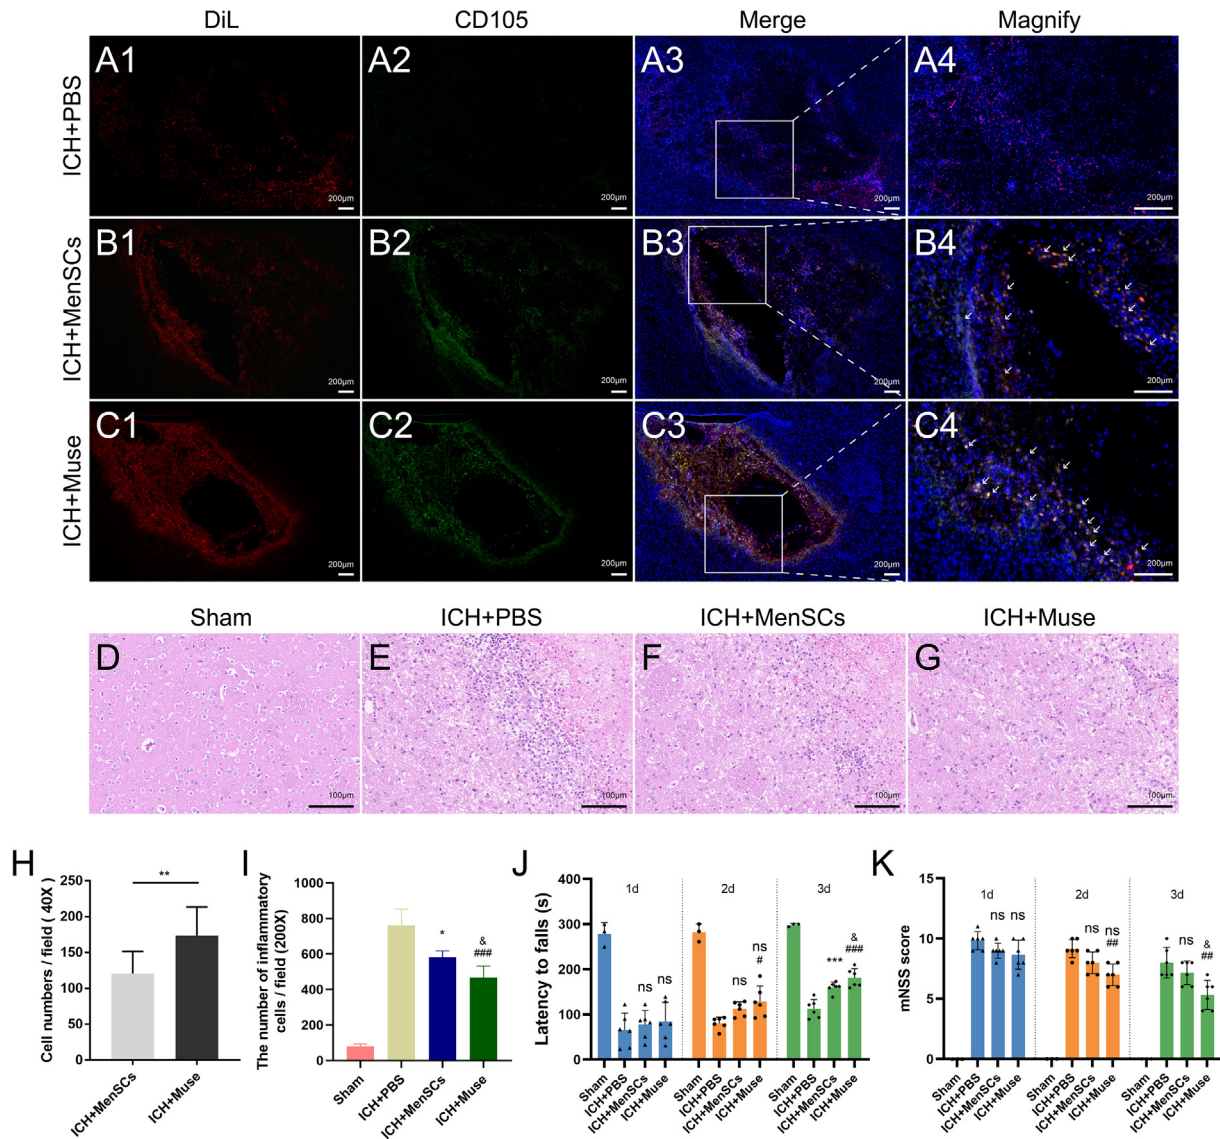 DiL CD105 Merge Magnify
ICH+PBS
A1 A2 A3 A4
200μm 200μm 200μm 200μm
ICH+MenSCs
B1 B2 B3 B4
200μm 200μm 200μm 200μm
ICH+Muse
C1 C2 C3 C4
200μm 200μm 200μm 200μm
Sham ICH+PBS ICH+MenSCs ICH+Muse
D E F G
100μm 100μm 100μm 100μm
H
Cell numbers / field ( 40X)
250
200
150
100
50
0
**
ICH+MenSCs
ICH+Muse
I
The number of inflammatory
cells / field (200X)
1000
800
600
400
200
0
*
&
###
Sham
ICH+PBS
ICH+MenSCs
ICH+Muse
J
Latency to falls (s)
400
300
200
100
0
1d 2d 3d
ns ns
ns ns
#
*** &
###
Sham
ICH+PBS
ICH+MenSCs
ICH+Muse
Sham
ICH+PBS
ICH+MenSCs
ICH+Muse
Sham
ICH+PBS
ICH+MenSCs
ICH+Muse
K
mNSS score
15
10
5
0
1d 2d 3d
ns ns
ns ns
##
ns &
##
Sham
ICH+PBS
ICH+MenSCs
ICH+Muse
Sham
ICH+PBS
ICH+MenSCs
ICH+Muse
Sham
ICH+PBS
ICH+MenSCs
ICH+Muse